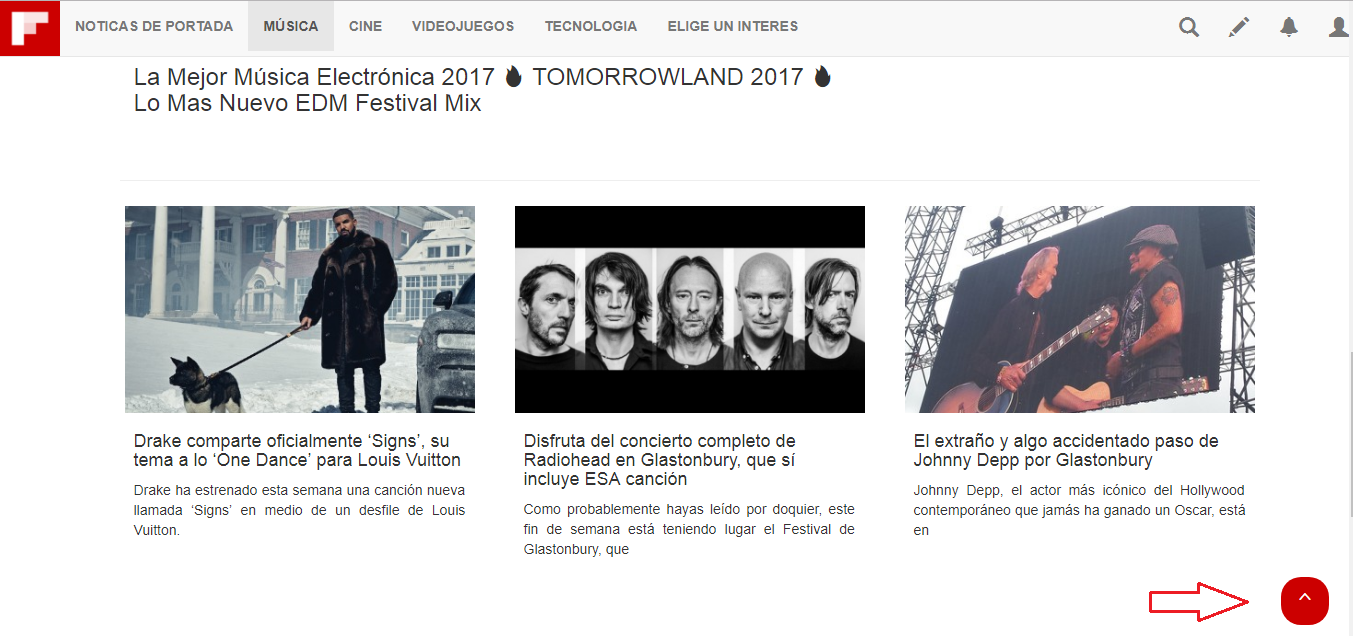 NOTICAS DE PORTADA MÚSICA CINE VIDEOJUEGOS TECNOLOGIA ELIGE UN INTERES
La Mejor Música Electrónica 2017 🔥 TOMORROWLAND 2017 🔥
Lo Mas Nuevo EDM Festival Mix
Drake comparte oficialmente ‘Signs’, su
tema a lo ‘One Dance’ para Louis Vuitton
Drake ha estrenado esta semana una canción nueva
llamada ‘Signs’ en medio de un desfile de Louis
Vuitton.
Disfruta del concierto completo de
Radiohead en Glastonbury, que sí
incluye ESA canción
Como probablemente hayas leído por doquier, este
fin de semana está teniendo lugar el Festival de
Glastonbury, que
El extraño y algo accidentado paso de
Johnny Depp por Glastonbury
Johnny Depp, el actor más icónico del Hollywood
contemporáneo que jamás ha ganado un Oscar, está
en